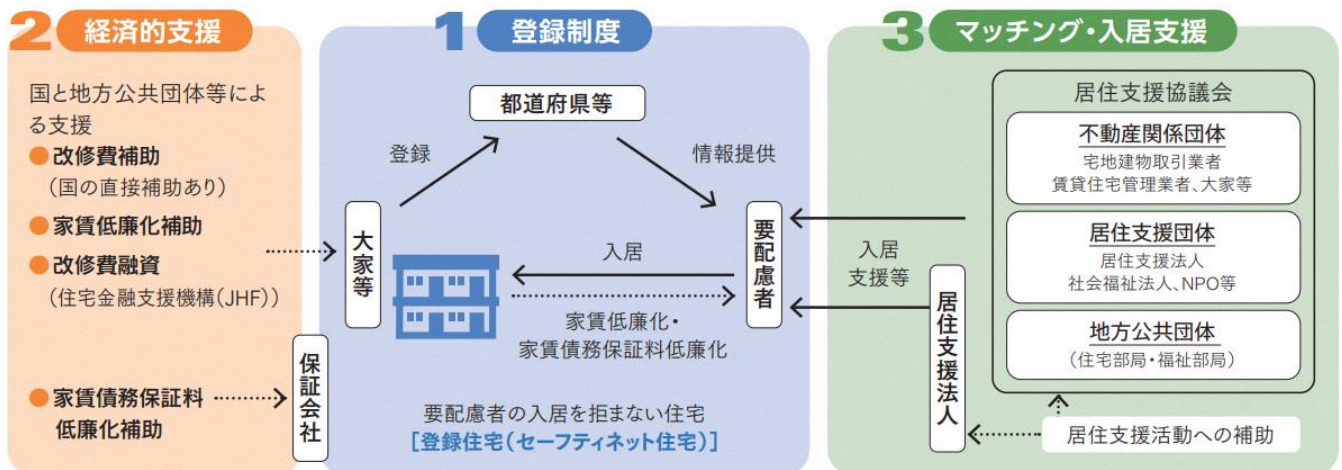 2 経済的支援
国と地方公共団体等によ
る支援
●改修費補助
(国の直接補助あり)
●家賃低廉化補助
●改修費融資
(住宅金融支援機構(JHF))
●家賃債務保証料
低廉化補助
保証会社
1 登録制度
都道府県等
登録
情報提供
大家等
要配慮者
入居
家賃低廉化・
家賃債務保証料低廉化
要配慮者の入居を拒まない住宅
[登録住宅(セーフティネット住宅)]
3 マッチング・入居支援
入居
支援等
居住支援法人
居住支援協議会
不動産関係団体
宅地建物取引業者
賃貸住宅管理業者、大家等
居住支援団体
居住支援法人
社会福祉法人、NPO等
地方公共団体
(住宅部局・福祉部局)
居住支援活動への補助